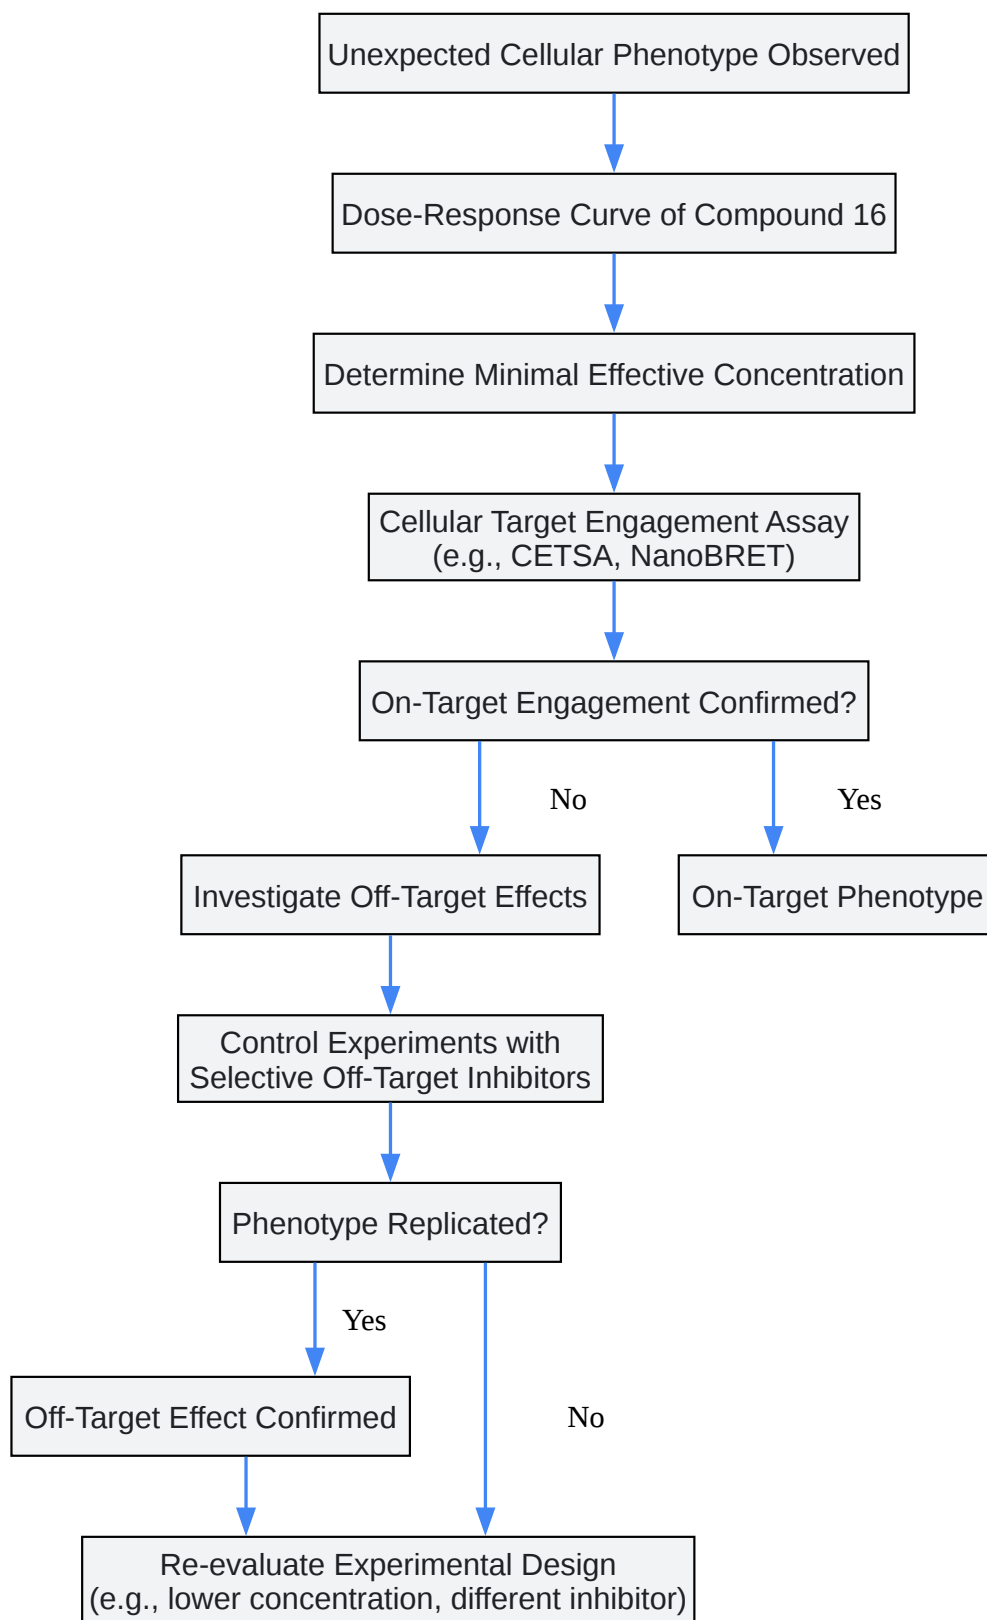 Unexpected Cellular Phenotype Observed
Dose-Response Curve of Compound 16
Determine Minimal Effective Concentration
Cellular Target Engagement Assay
(e.g., CETSA, NanoBRET)
On-Target Engagement Confirmed?
No
Yes
Investigate Off-Target Effects
On-Target Phenotype
Control Experiments with
Selective Off-Target Inhibitors
Phenotype Replicated?
Yes
Off-Target Effect Confirmed
No
Re-evaluate Experimental Design
(e.g., lower concentration, different inhibitor)